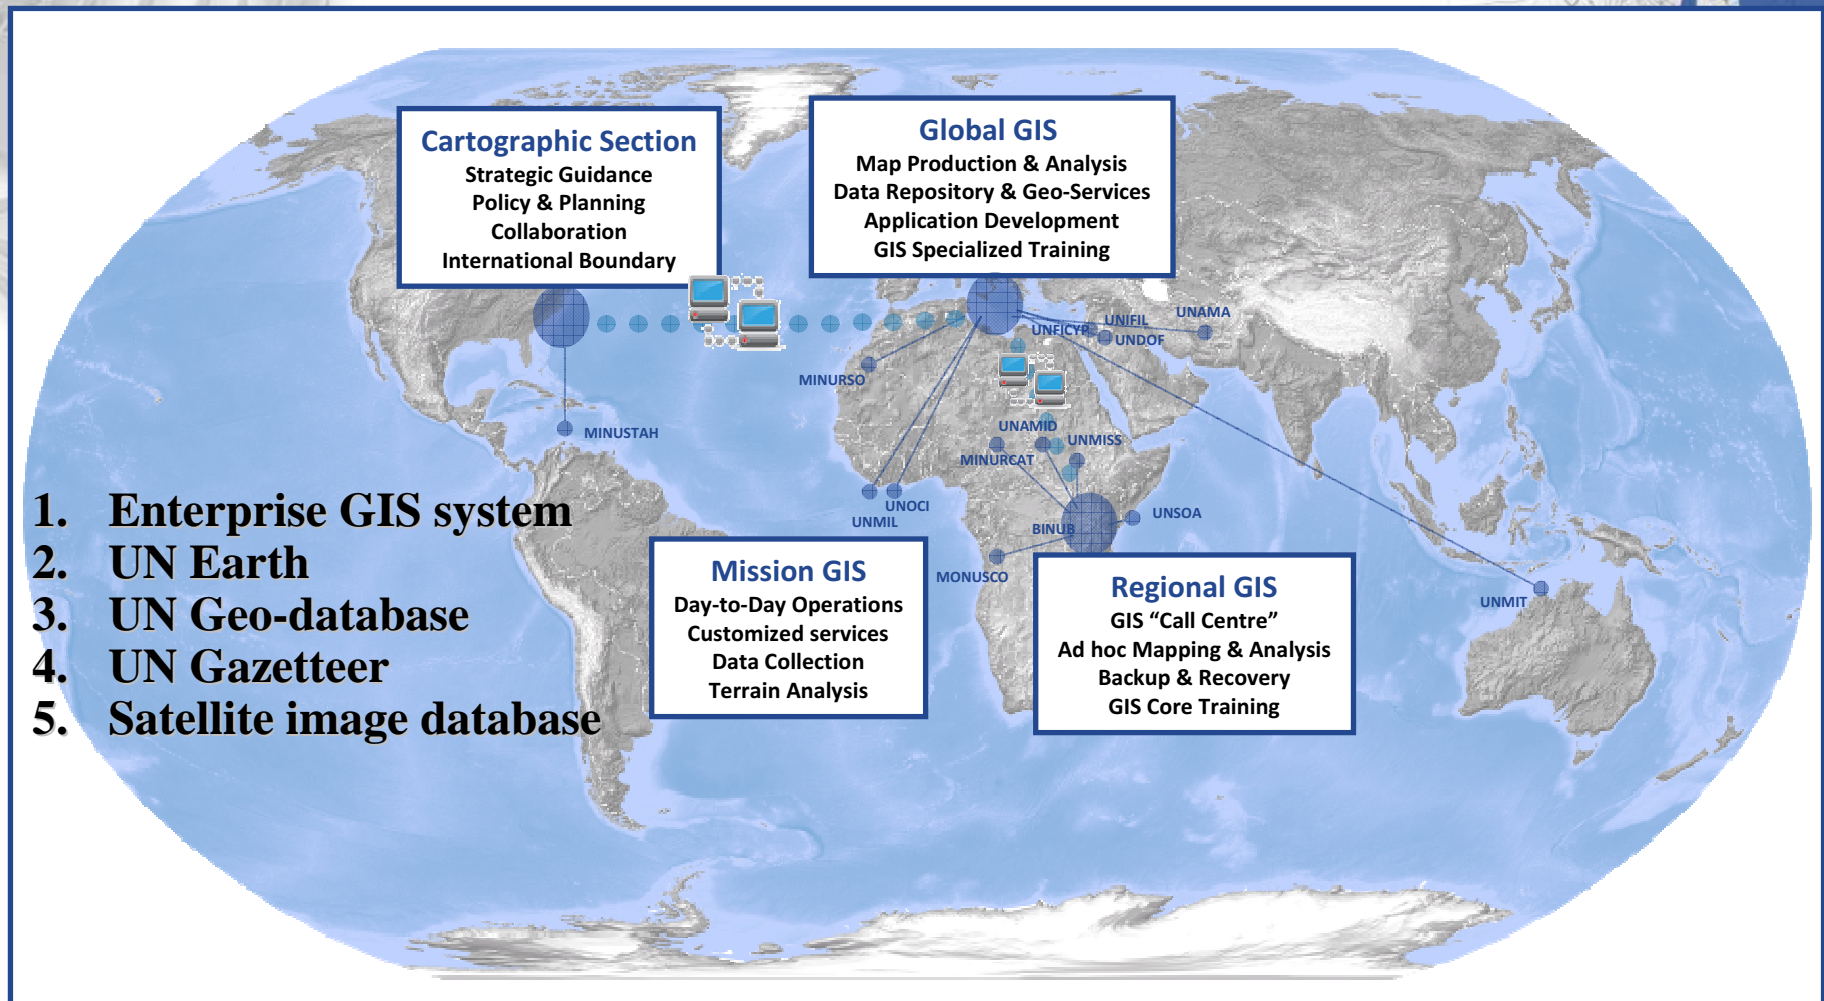 Cartographic Section
Strategic Guidance
Policy & Planning
Collaboration
International Boundary
Global GIS
Map Production & Analysis
Data Repository & Geo-Services
Application Development
GIS Specialized Training
UNAMA
UNIFIL
UNFICYP
UNDOF
MINURSO
MINUSTAH
UNAMID
UNMISS
MINURCAT
UNOCI
UNMIL
UNSOA
BINUB
MONUSCO
UNMIT
1. Enterprise GIS system
2. UN Earth
3. UN Geo-database
4. UN Gazetteer
5. Satellite image database
Mission GIS
Day-to-Day Operations
Customized services
Data Collection
Terrain Analysis
Regional GIS
GIS “Call Centre”
Ad hoc Mapping & Analysis
Backup & Recovery
GIS Core Training